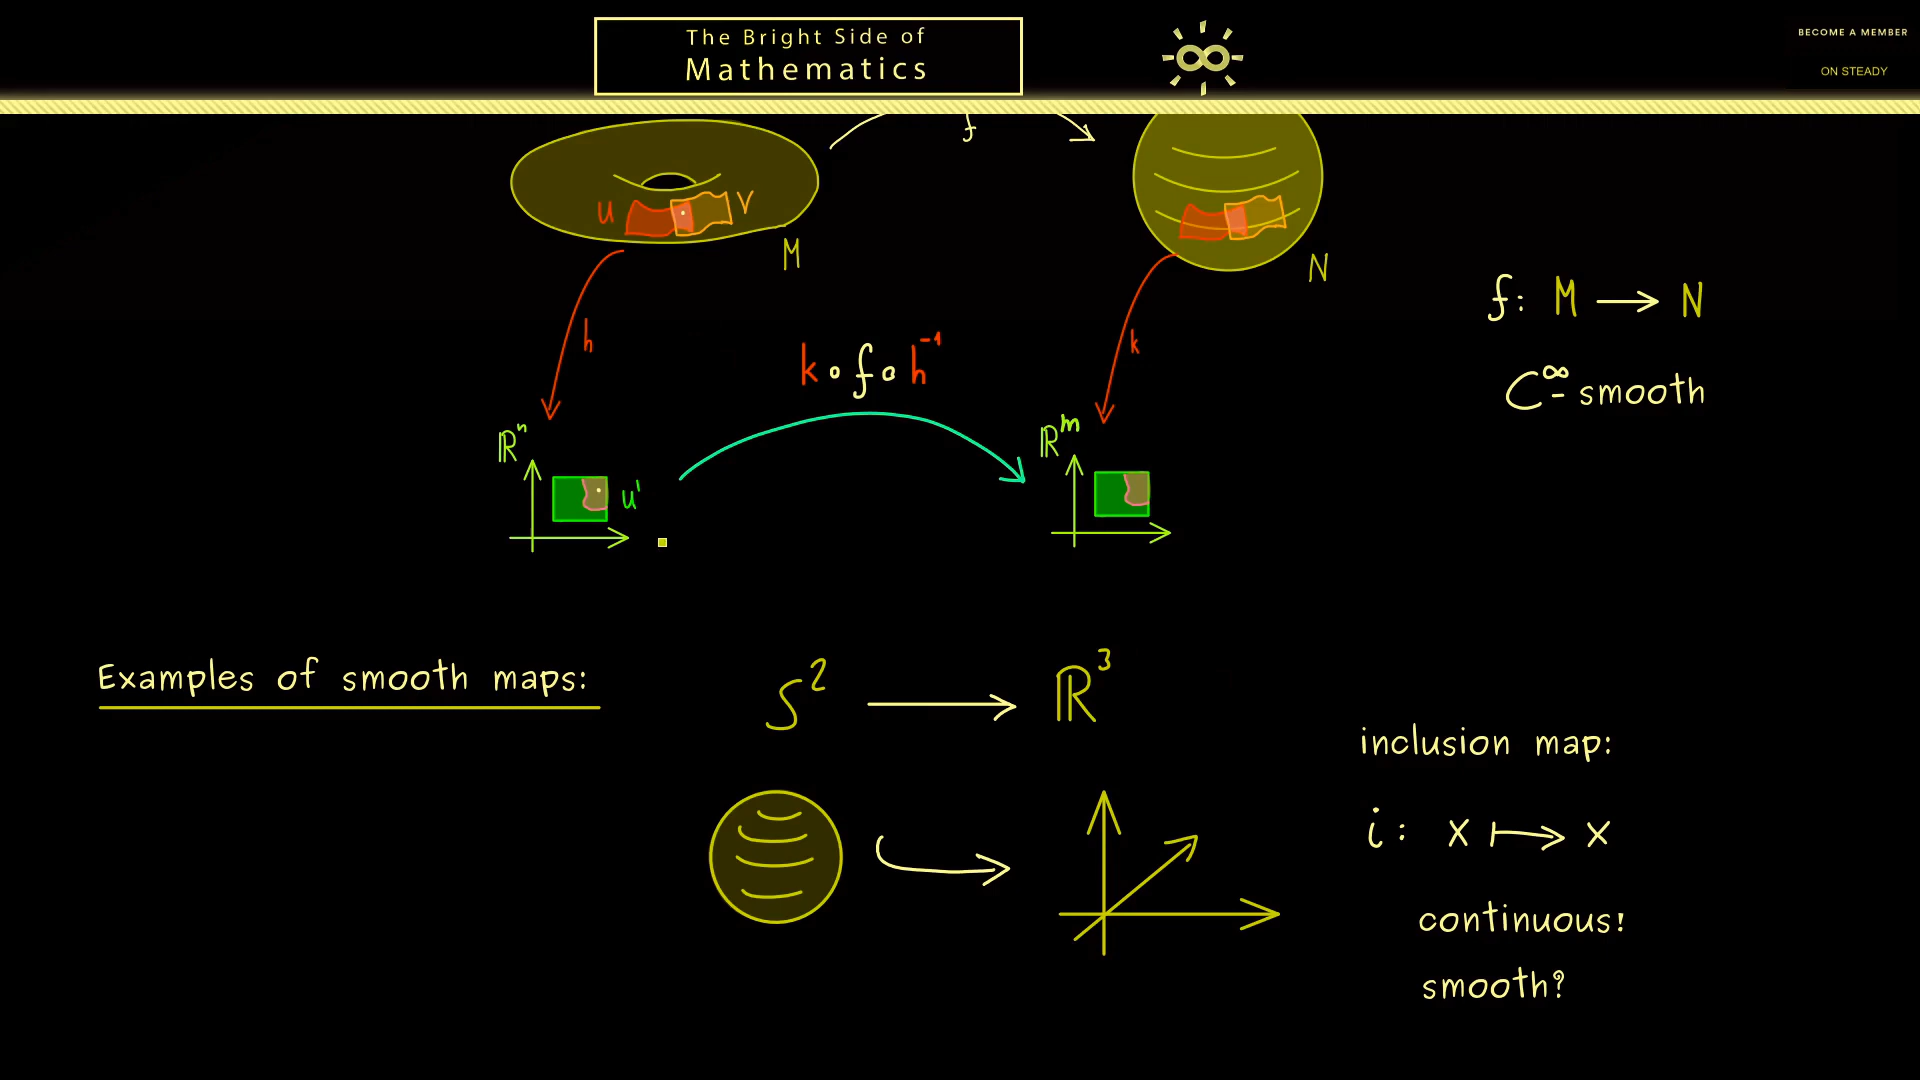 The Bright Side of
Mathematics
BECOME A MEMBER
ON STEADY
f
U
V
M
N
h
k
k∘f∘h⁻¹
f: M → N
C^∞-smooth
ℝⁿ
U'
ℝᵐ
Examples of smooth maps:
S² → ℝ³
inclusion map:
i: x ↦ x
continuous!
smooth?